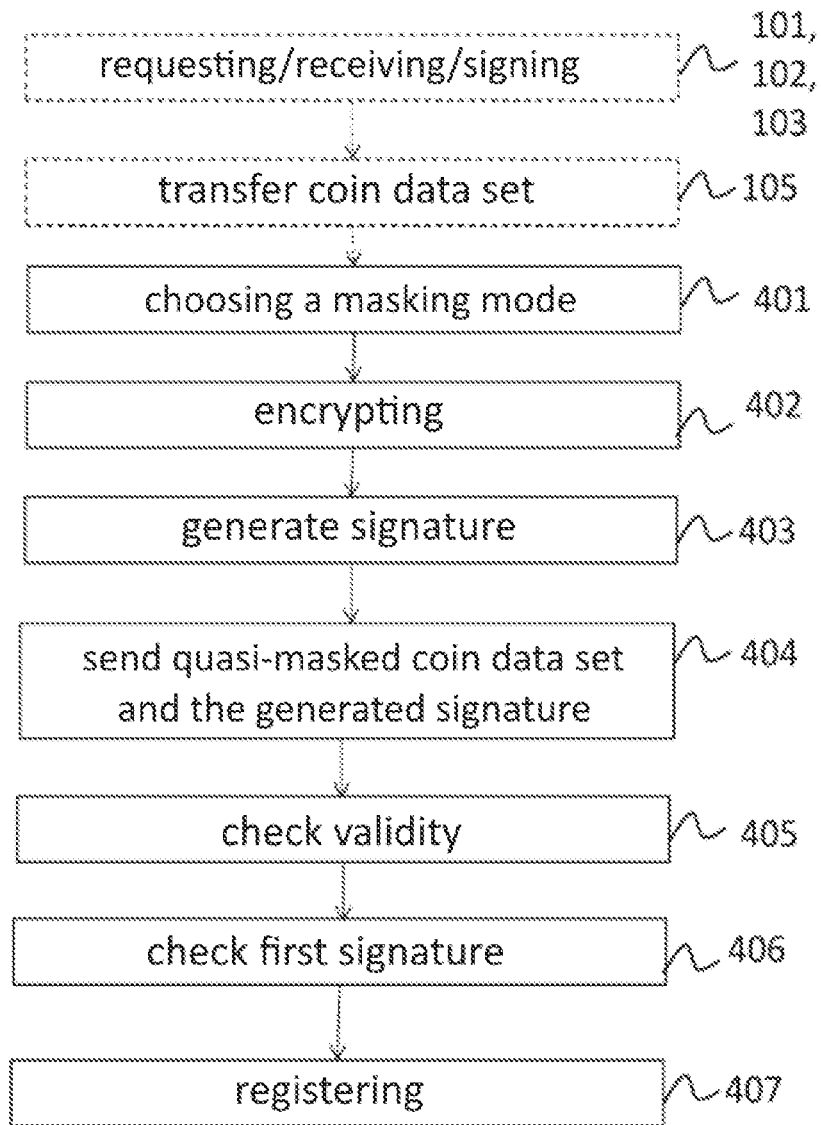 requesting/receiving/signing
101,
102,
103
transfer coin data set
105
choosing a masking mode
401
encrypting
402
generate signature
403
send quasi-masked coin data set
and the generated signature
404
check validity
405
check first signature
406
registering
407